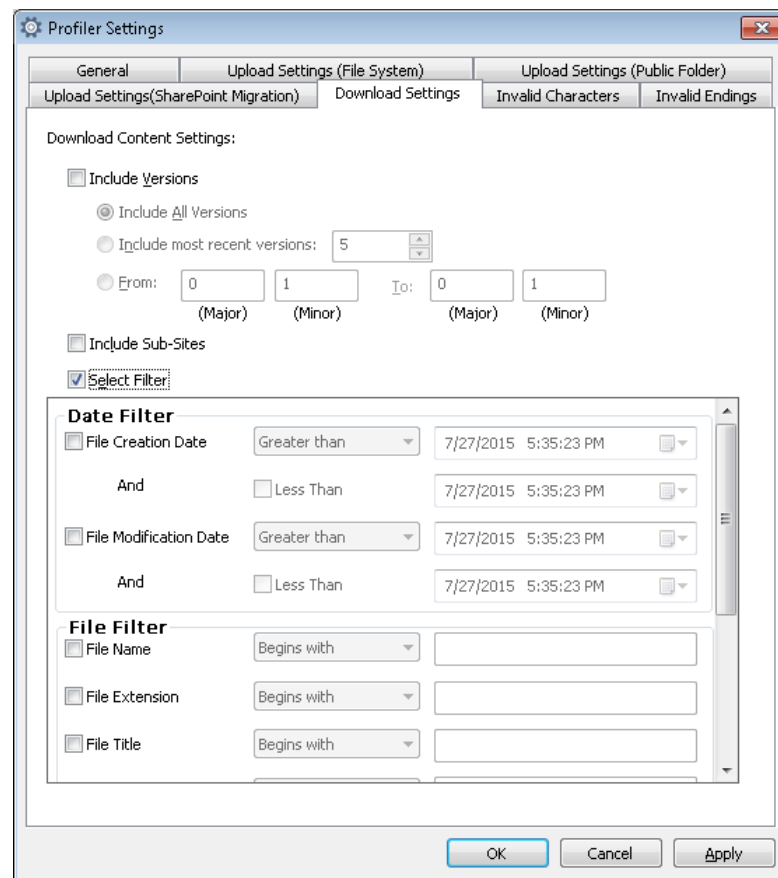 Profiler Settings
General Upload Settings (File System) Upload Settings (Public Folder)
Upload Settings(SharePoint Migration) Download Settings Invalid Characters Invalid Endings
Download Content Settings:
Include Versions
Include All Versions
Include most recent versions: 5
From: 0 1 To: 0 1
(Major) (Minor) (Major) (Minor)
Include Sub-Sites
Select Filter
Date Filter
File Creation Date Greater than 7/27/2015 5:35:23 PM
And Less Than 7/27/2015 5:35:23 PM
File Modification Date Greater than 7/27/2015 5:35:23 PM
And Less Than 7/27/2015 5:35:23 PM
File Filter
File Name Begins with
File Extension Begins with
File Title Begins with
OK Cancel Apply